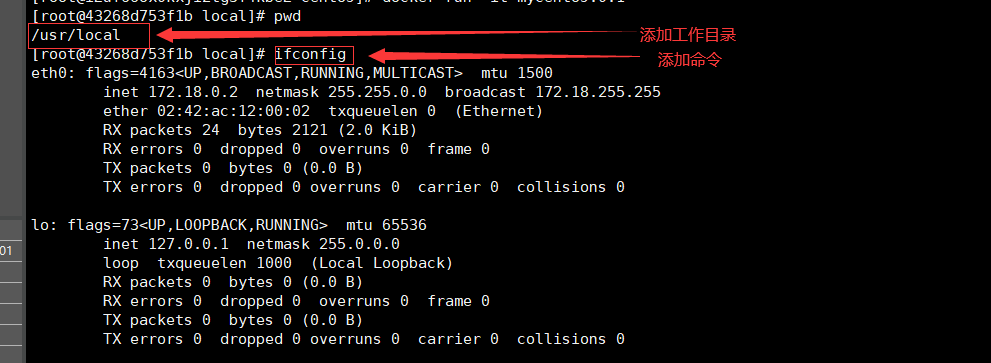 [root@43268d753f1b local]# pwd
/usr/local
添加工作目录
[root@43268d753f1b local]# ifconfig
添加命令
eth0: flags=4163<UP,BROADCAST,RUNNING,MULTICAST>  mtu 1500
        inet 172.18.0.2  netmask 255.255.0.0  broadcast 172.18.255.255
        ether 02:42:ac:12:00:02  txqueuelen 0  (Ethernet)
        RX packets 24  bytes 2121 (2.0 KiB)
        RX errors 0  dropped 0  overruns 0  frame 0
        TX packets 0  bytes 0 (0.0 B)
        TX errors 0  dropped 0 overruns 0  carrier 0  collisions 0
lo: flags=73<UP,LOOPBACK,RUNNING>  mtu 65536
01
        inet 127.0.0.1  netmask 255.0.0.0
        loop  txqueuelen 1000  (Local Loopback)
        RX packets 0  bytes 0 (0.0 B)
        RX errors 0  dropped 0  overruns 0  frame 0
        TX packets 0  bytes 0 (0.0 B)
        TX errors 0  dropped 0 overruns 0  carrier 0  collisions 0